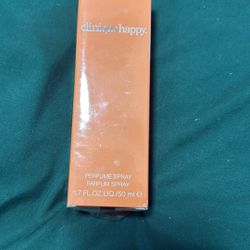 clinique happy.
PERFUME SPRAY
PARFUM SPRAY
1.7 FL.OZ.LIQ./50 ml ℮